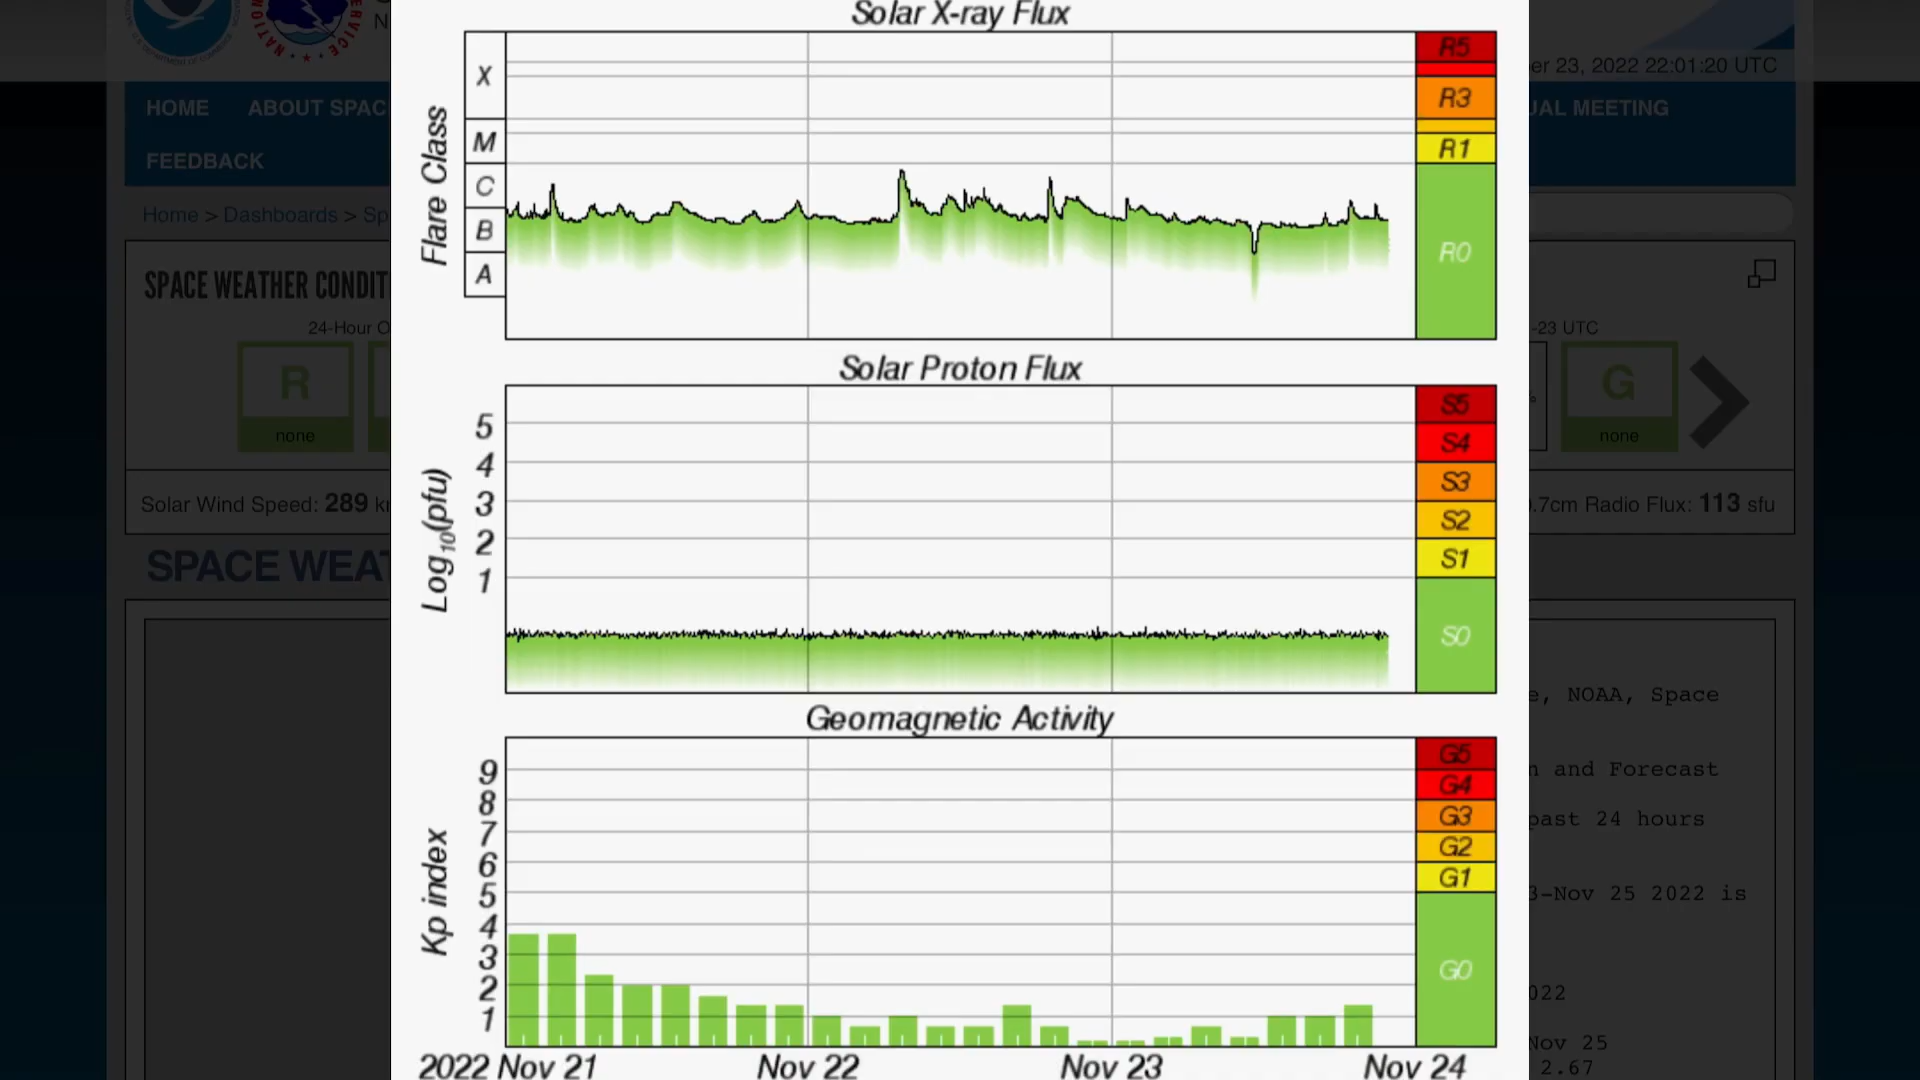 Solar X-ray Flux
Flare Class
X
M
C
B
A
R5
R3
R1
R0
Solar Proton Flux
Log10(pfu)
5
4
3
2
1
S5
S4
S3
S2
S1
S0
Geomagnetic Activity
Kp index
9
8
7
6
5
4
3
2
1
G5
G4
G3
G2
G1
G0
2022 Nov 21 Nov 22 Nov 23 Nov 24
23, 2022 22:01:20 UTC
HOME ABOUT SPAC
MEETING
FEEDBACK
Home > Dashboards > Sp
SPACE WEATHER CONDIT
24-Hour O
-23 UTC
R
none
G
none
Solar Wind Speed: 289
7cm Radio Flux: 113 sfu
SPACE WEAT
NOAA, Space
and Forecast
past 24 hours
-Nov 25 2022 is
022
Nov 25
2.67